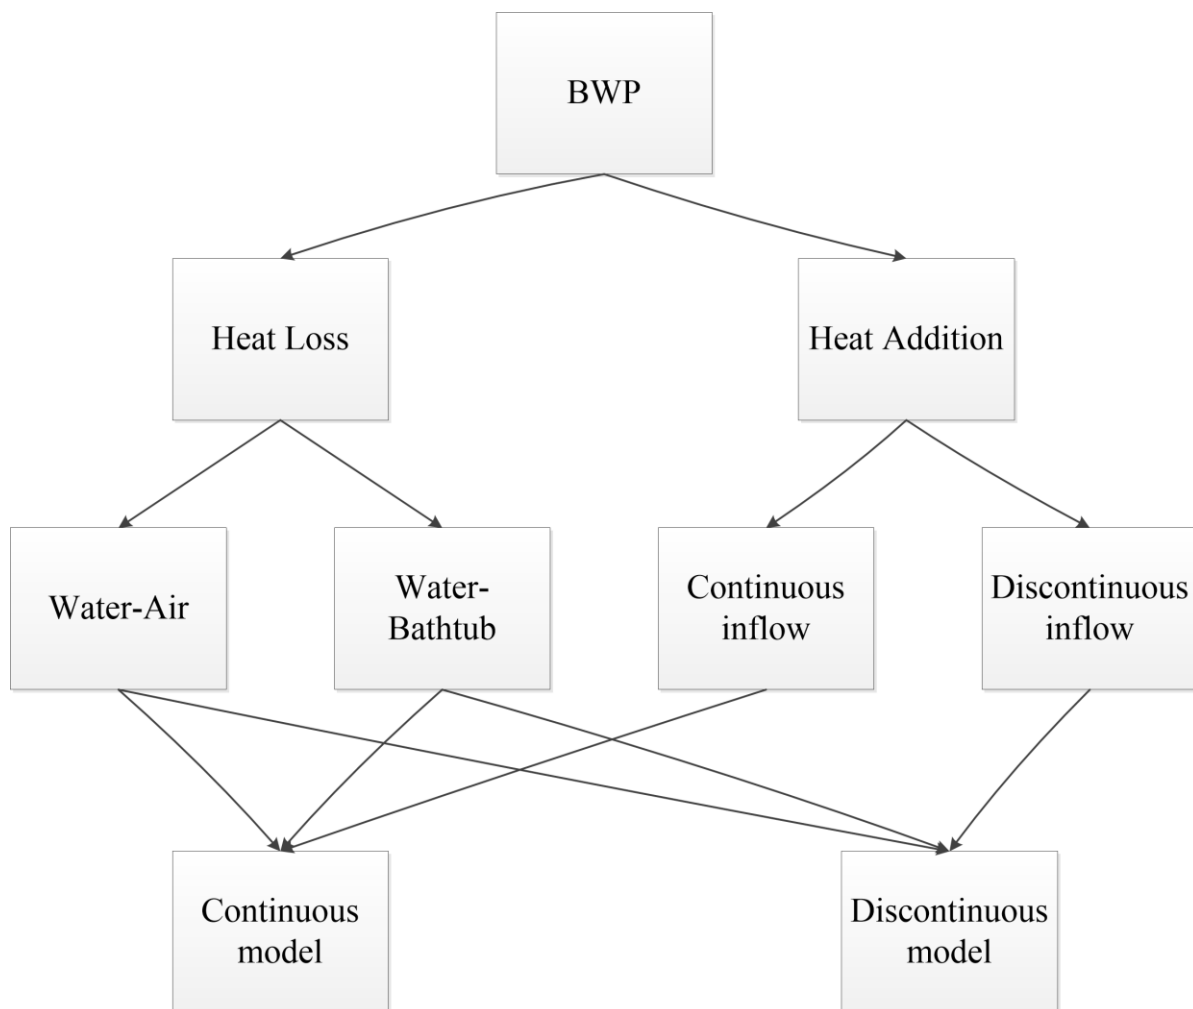 BWP
Heat Loss
Heat Addition
Water-Air
Water-
Bathtub
Continuous
inflow
Discontinuous
inflow
Continuous
model
Discontinuous
model